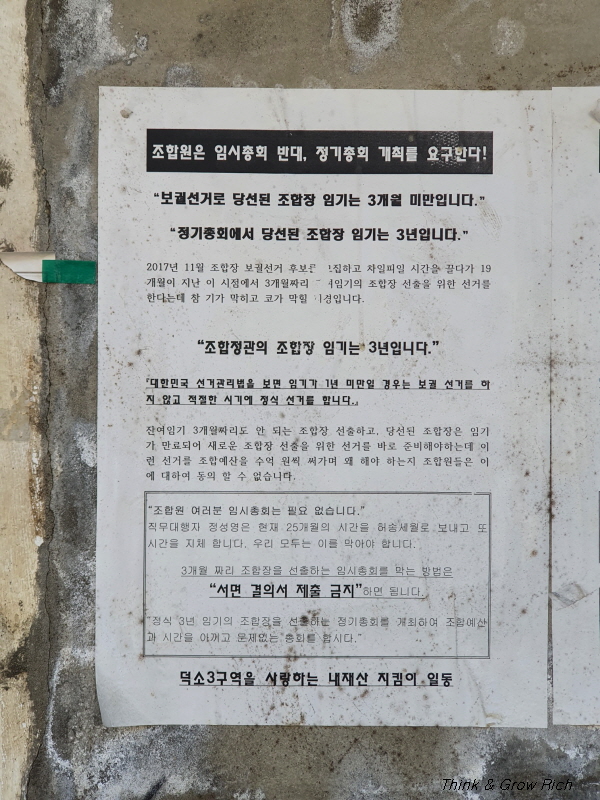 조합원은 임시총회 반대, 정기총회 개최를 요구한다!
"보궐선거로 당선된 조합장 임기는 3개월 미만입니다."
"정기총회에서 당선된 조합장 임기는 3년입니다."
2017년 11월 조합장 보궐선거 후보를 하고 차일피일 시간을 끌다가 19
개월이 지난 이 시점에서 3개월짜리 의 조합장 선출을 위한 선거를
한다는데 참 기가 막히고 코가 막힐
"조합정관의 조합장 임기는 3년입니다."
『대한민국 선거관리법을 보면 임기가 1년 미만일 경우는 보궐 선거를 하
지 않고 적절한 시기에 정식 선거를 합니다.』
잔여임기 3개월짜리도 안 되는 조합장 선출하고, 당선된 조합장은 임기
가 만료되어 새로운 조합장 선출을 위한 선거를 바로 준비해야하는데 이
런 선거를 조합예산을 수억 원씩 써가며 왜 해야 하는지 조합원들은 이
에 대하여 동의 할 수 없습니다.
"조합원 여러분 임시총회는 필요 없습니다."
직무대행자 정성명은 현재 25개월의 시간을 허송세월로 보내고 또
시간을 지체 합니다. 우리 모두는 이를 막아야 합니다.
3개월 짜리 조합장을 선출하는 임시총회를 막는 방법은
"서면 결의서 제출 금지"하면 됩니다.
"정식 3년 임기의 조합장을 선출하는 정기총회를 개최하여 조합예산
과 시간을 아끼고 문제없는 총회를 합시다."
덕소3구역을 사랑하는 내재산 지킴이 일동
Think & Grow Rich